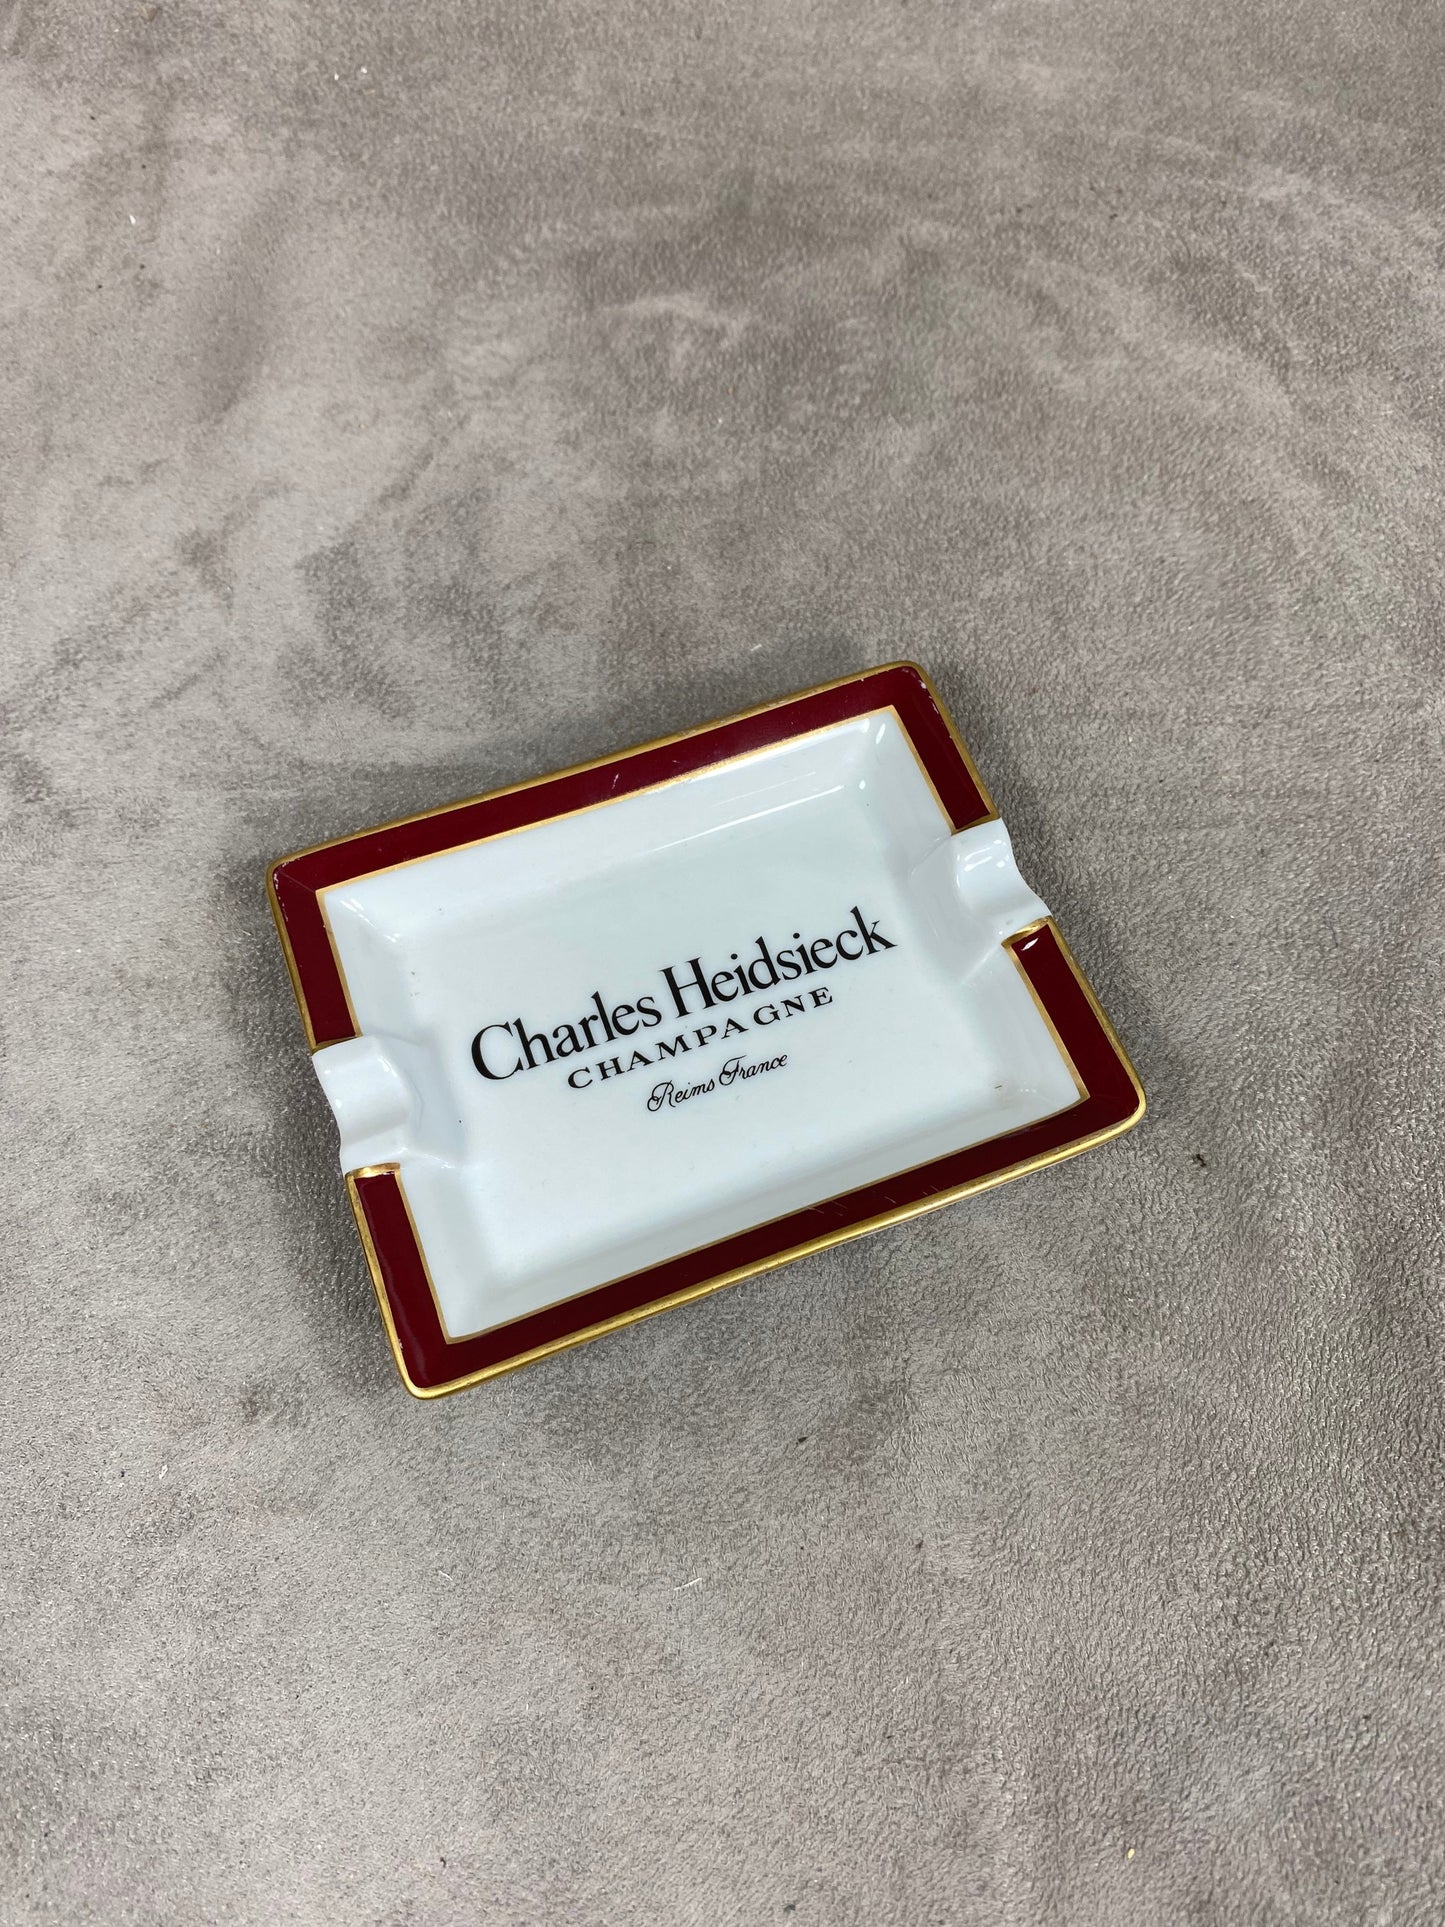 Charles Heidsieck
CHAMPAGNE
Reims France